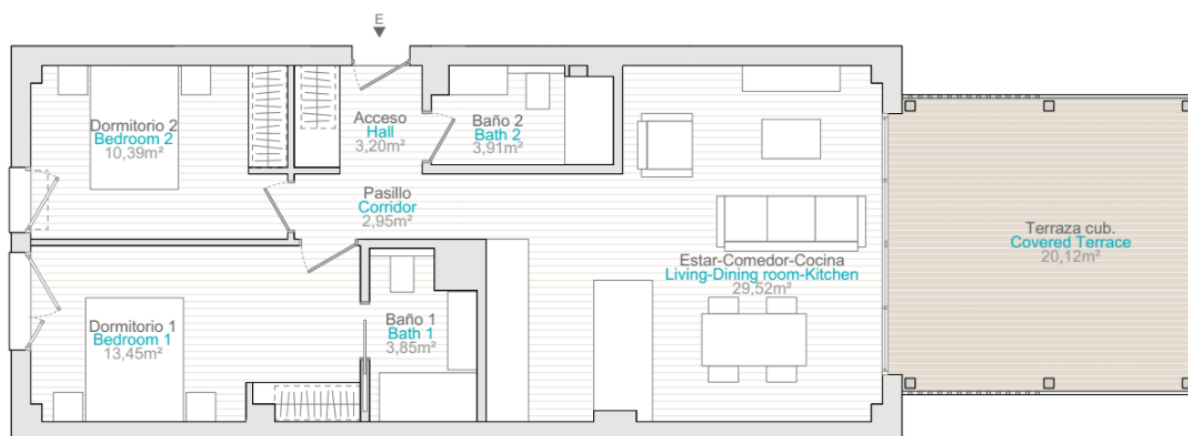 E
Dormitorio 2
Bedroom 2
10,39m²
Acceso
Hall
3,20m²
Baño 2
Bath 2
3,91m²
Pasillo
Corridor
2,95m²
Estar-Comedor-Cocina
Living-Dining room-Kitchen
29,52m²
Terraza cub.
Covered Terrace
20,12m²
Dormitorio 1
Bedroom 1
13,45m²
Baño 1
Bath 1
3,85m²